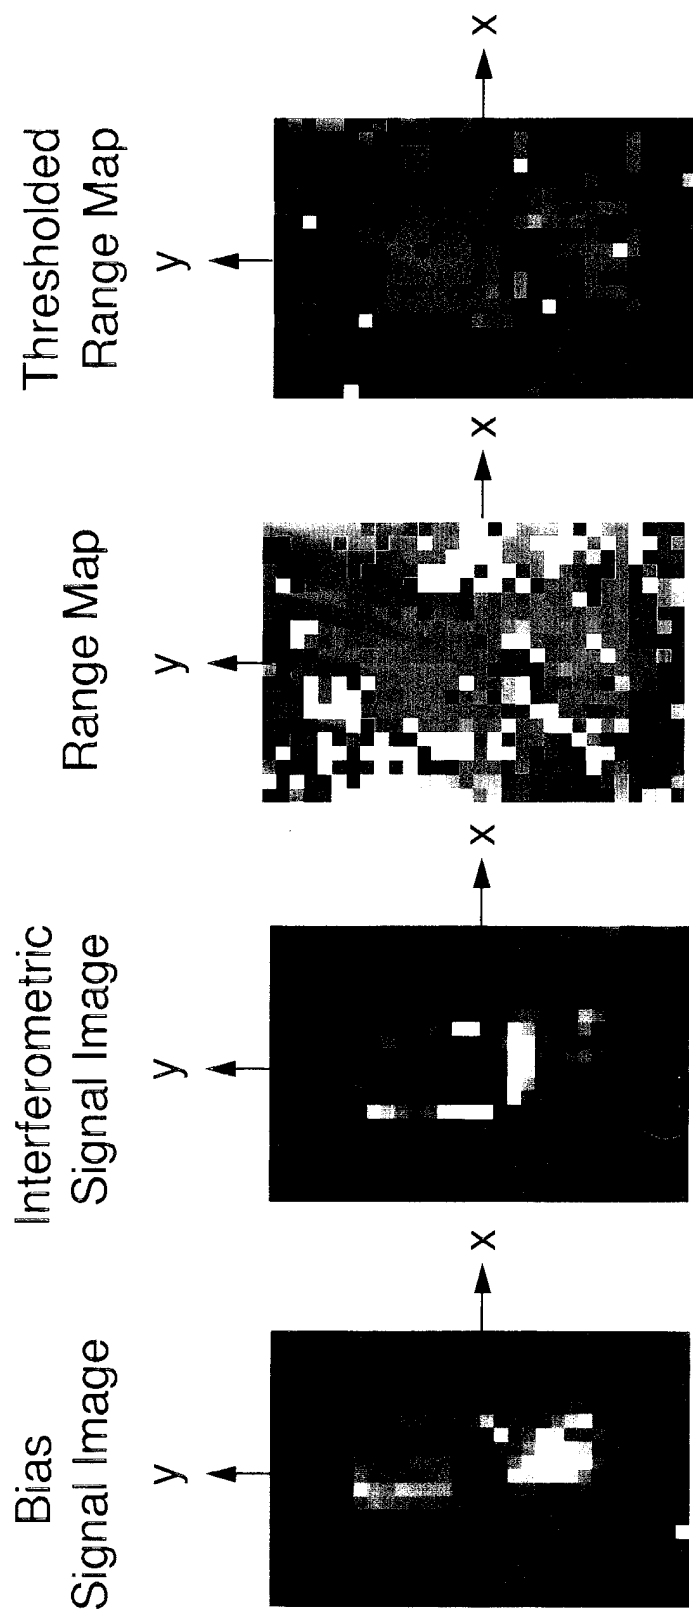 Bias
Signal Image
y
x
Interferometric
Signal Image
y
x
Range Map
y
x
Thresholded
Range Map
y
x